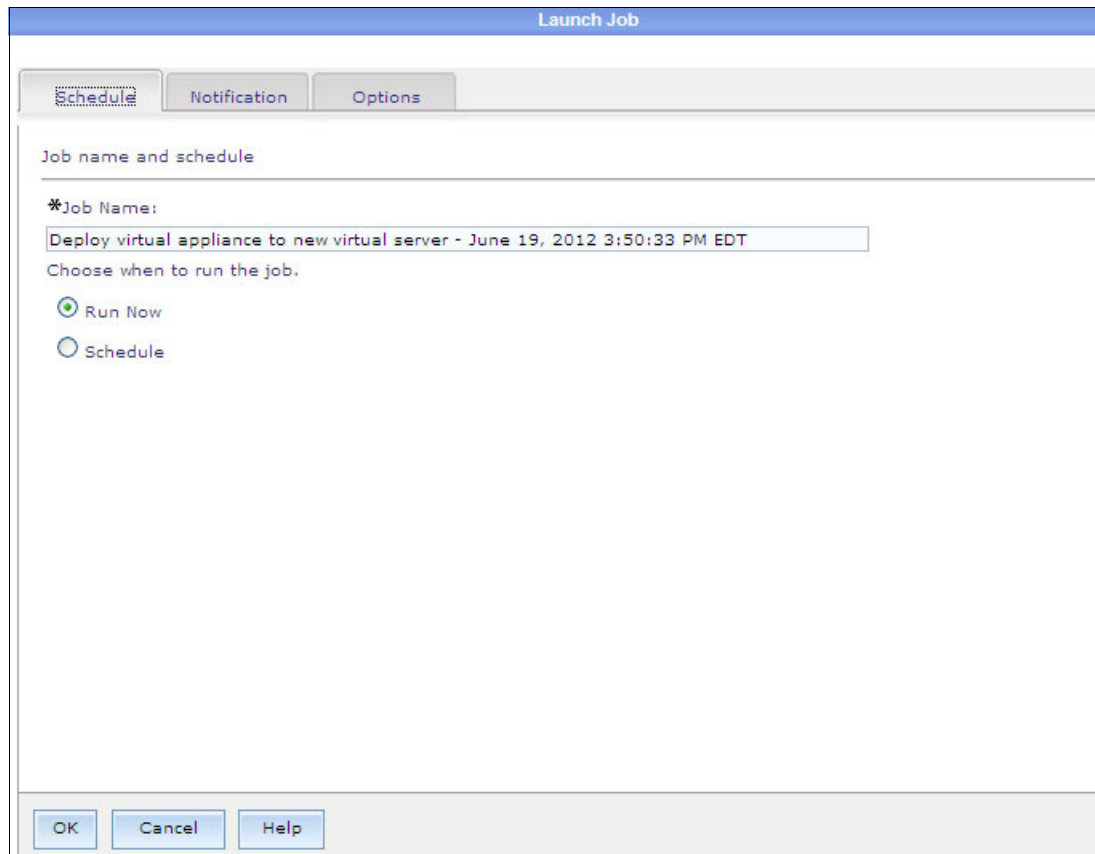 Launch Job
Schedule Notification Options
Job name and schedule
*Job Name:
Deploy virtual appliance to new virtual server - June 19, 2012 3:50:33 PM EDT
Choose when to run the job.
Run Now
Schedule
OK Cancel Help